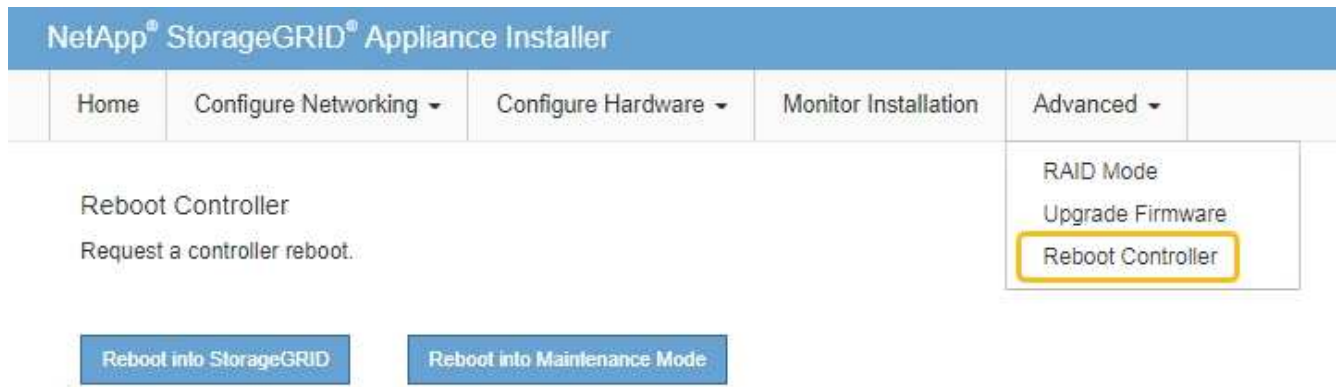 NetApp® StorageGRID® Appliance Installer
Home Configure Networking Configure Hardware Monitor Installation Advanced
RAID Mode
Upgrade Firmware
Reboot Controller
Reboot Controller
Request a controller reboot.
Reboot into StorageGRID Reboot into Maintenance Mode